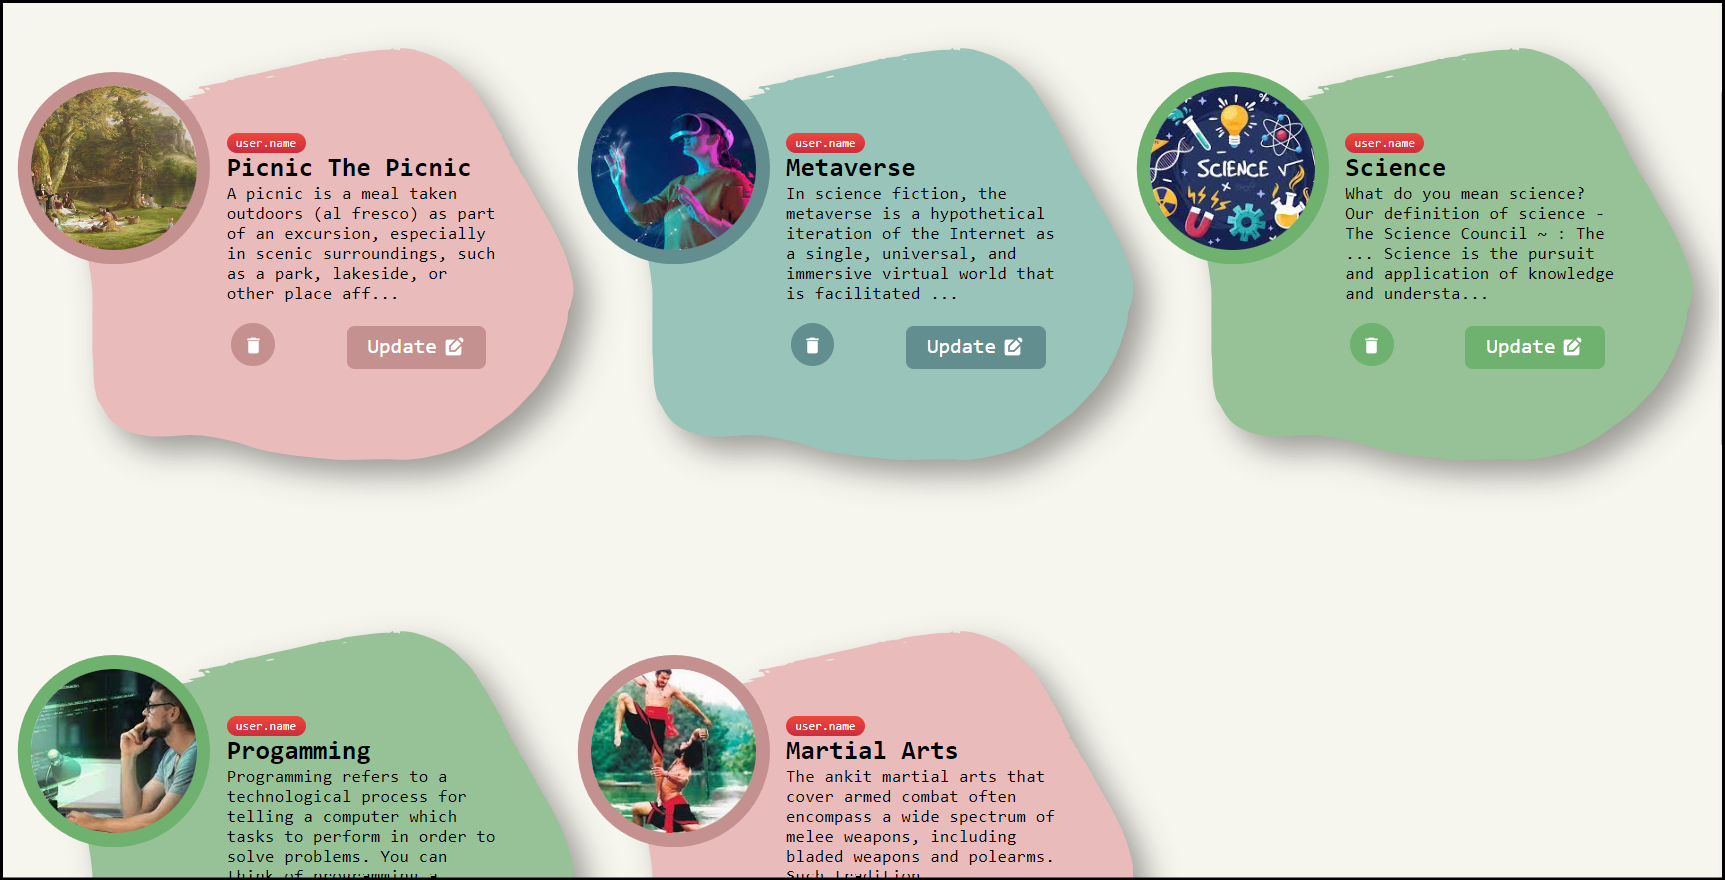 user.name
Picnic The Picnic
A picnic is a meal taken
outdoors (al fresco) as part
of an excursion, especially
in scenic surroundings, such
as a park, lakeside, or
other place aff...
Update
user.name
Metaverse
In science fiction, the
metaverse is a hypothetical
iteration of the Internet as
a single, universal, and
immersive virtual world that
is facilitated ...
Update
SCIENCE
user.name
Science
What do you mean science?
Our definition of science -
The Science Council ~ : The
... Science is the pursuit
and application of knowledge
and understa...
Update
user.name
Progamming
Programming refers to a
technological process for
telling a computer which
tasks to perform in order to
solve problems. You can
think of programming a
user.name
Martial Arts
The ankit martial arts that
cover armed combat often
encompass a wide spectrum of
melee weapons, including
bladed weapons and polearms.
Such tradition